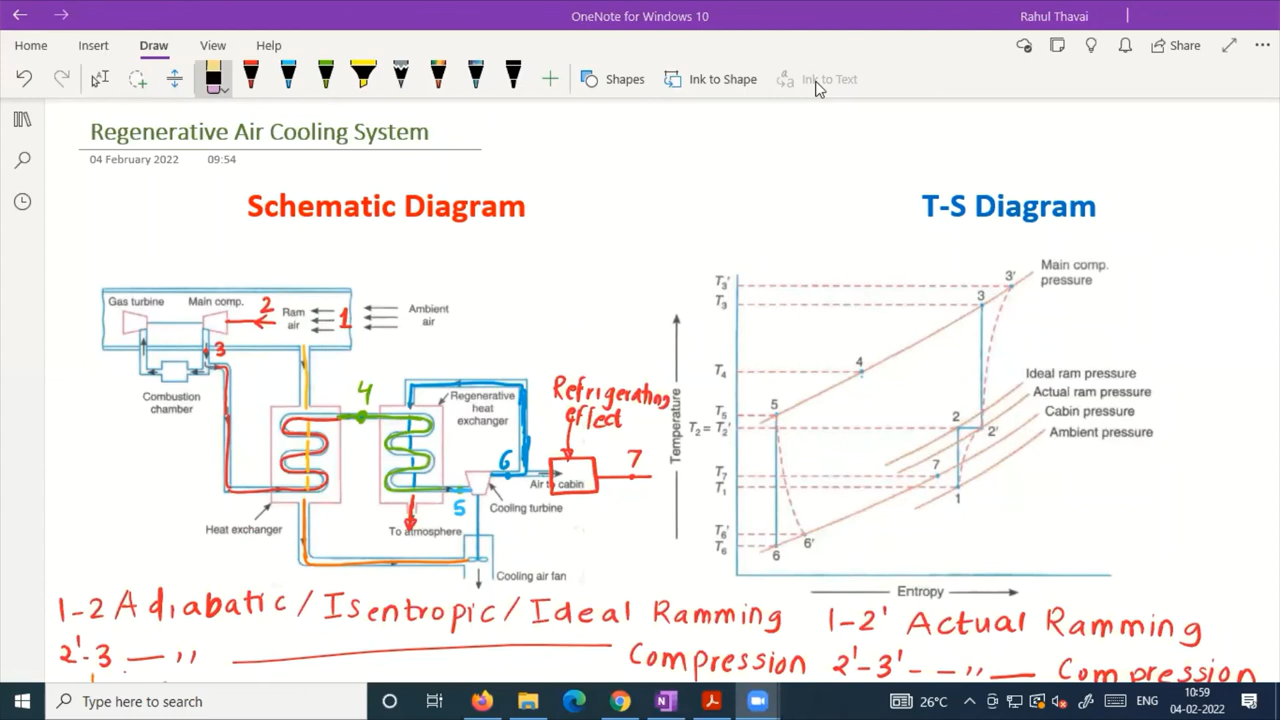 OneNote for Windows 10
Rahul Thavai
Home Insert Draw View Help
Share
Shapes Ink to Shape Ink to Text
Regenerative Air Cooling System
04 February 2022 09:54
Schematic Diagram
T-S Diagram
Gas turbine
Main comp.
2
Ram
air
1
Ambient
air
3
Combustion
chamber
4
Regenerative
heat
exchanger
Refrigerating
effect
6
7
Air to cabin
5
Cooling turbine
Heat exchanger
To atmosphere
Cooling air fan
Temperature
T3'
T3
T4
T5
T2 = T2'
T7
T1
T6'
T6
3'
3
4
5
2
2'
7
1
6'
6
Main comp.
pressure
Ideal ram pressure
Actual ram pressure
Cabin pressure
Ambient pressure
Entropy
1-2 Adiabatic/Isentropic/Ideal Ramming
1-2' Actual Ramming
2'-3 — ,, ——— Compression
2'-3' - - ,, — Compression
Type here to search
26°C
ENG
10:59
04-02-2022